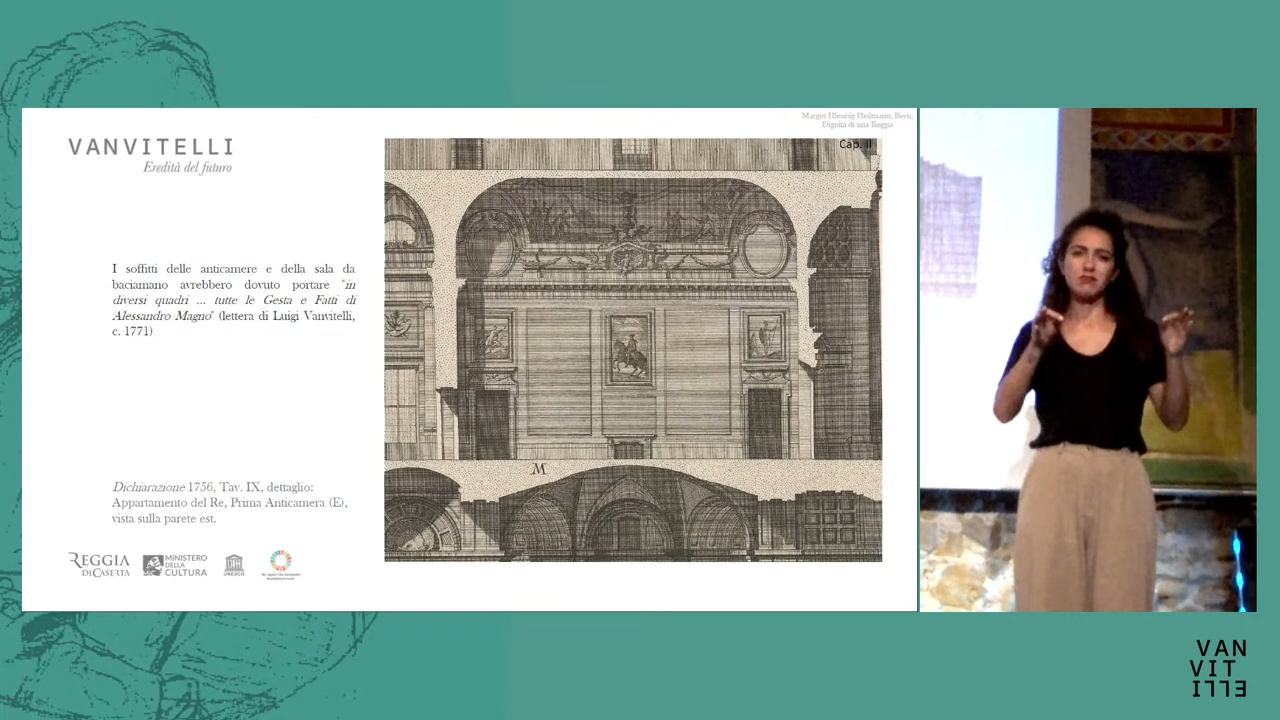 Margot Hleunig Heilmann, Bern,
Dignità di una Reggia
VANVITELLI
Eredità del futuro
Cap. II
I soffitti delle anticamere e della sala da
baciamano avrebbero dovuto portare "in
diversi quadri ... tutte le Gesta e Fatti di
Alessandro Magno" (lettera di Luigi Vanvitelli,
c. 1771)
M
Dichiarazione 1756, Tav. IX, dettaglio:
Appartamento del Re, Prima Anticamera (E),
vista sulla parete est.
REGGIA
DI CASERTA
MINISTERO
DELLA
CULTURA
UNESCO
VAN
VIT
ELLI